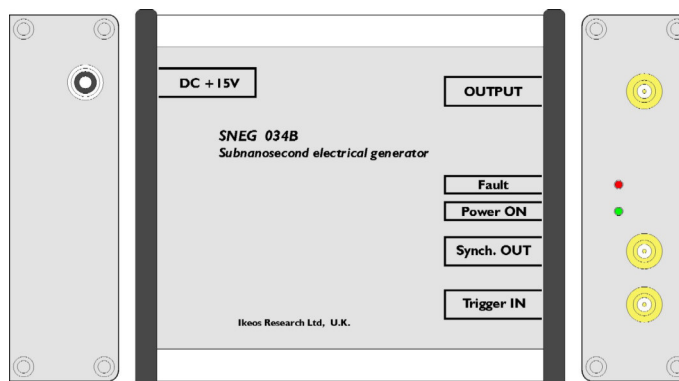 DC +15V
OUTPUT
SNEG 034B
Subnanosecond electrical generator
Fault
Power ON
Synch. OUT
Trigger IN
Ikeos Research Ltd, U.K.